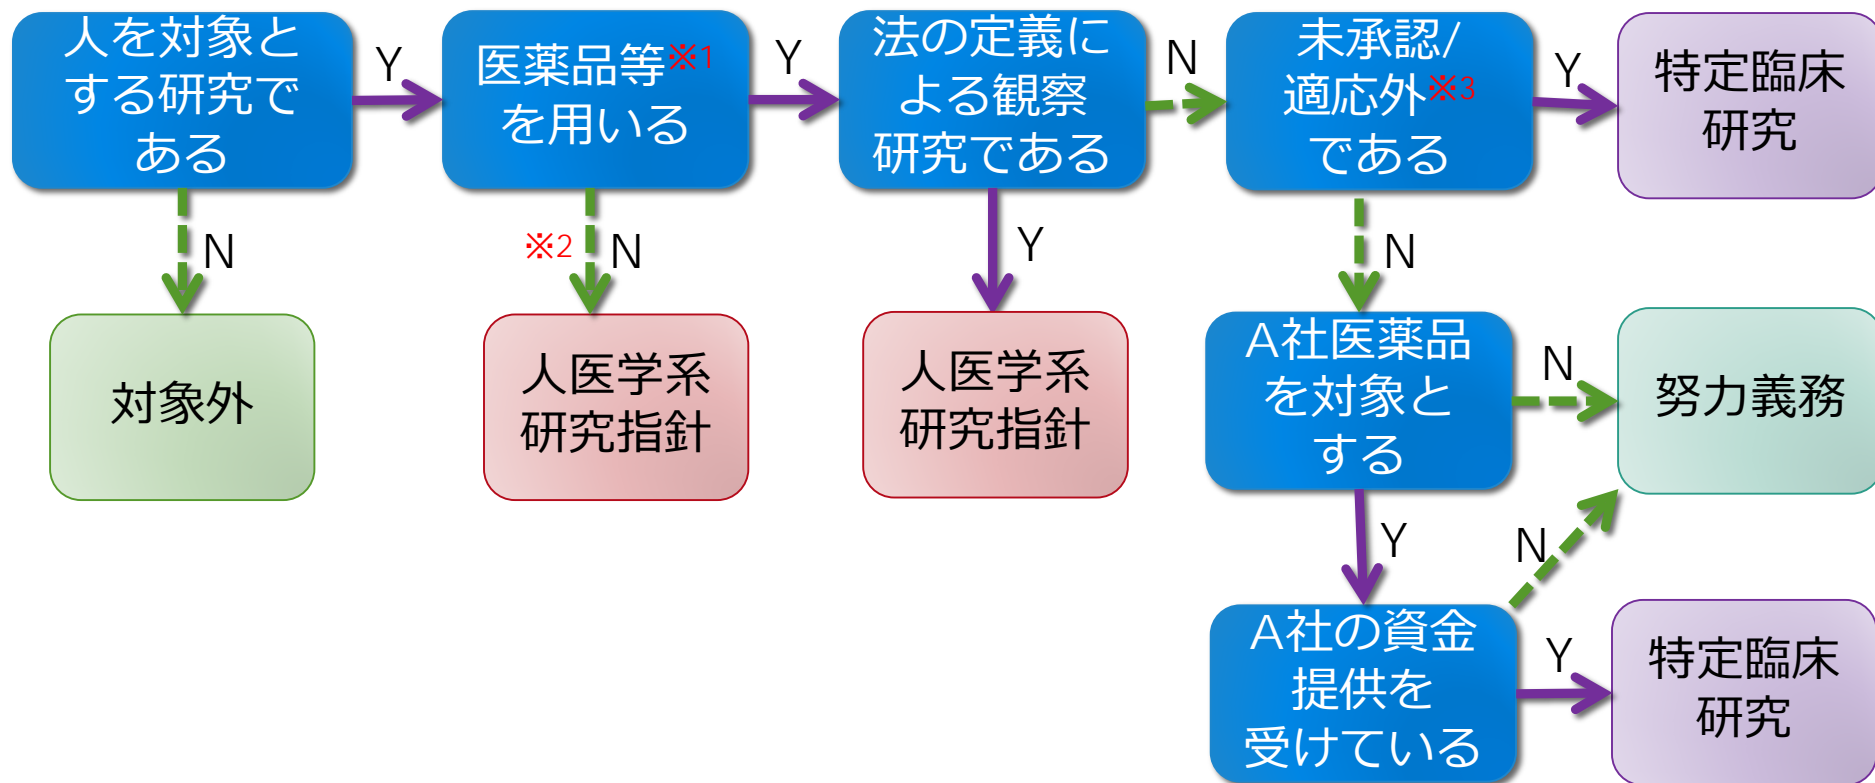 人を対象と
する研究で
ある
Y
医薬品等※1
を用いる
Y
法の定義に
よる観察
研究である
N
未承認/
適応外※3
である
Y
特定臨床
研究
N
※2
N
Y
N
対象外
人医学系
研究指針
人医学系
研究指針
A社医薬品
を対象と
する
N
努力義務
Y
N
A社の資金
提供を
受けている
Y
特定臨床
研究